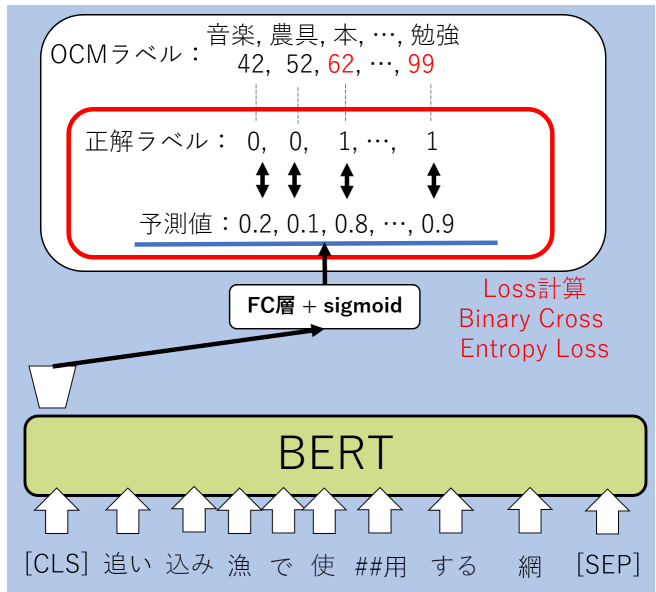 音楽, 農具, 本, …, 勉強
OCMラベル：
42, 52, 62, …, 99
正解ラベル：0, 0, 1, …, 1
予測値：0.2, 0.1, 0.8, …, 0.9
FC層 + sigmoid
Loss計算
Binary Cross
Entropy Loss
BERT
[CLS] 追い 込み 漁 で 使 ##用 する 網 [SEP]